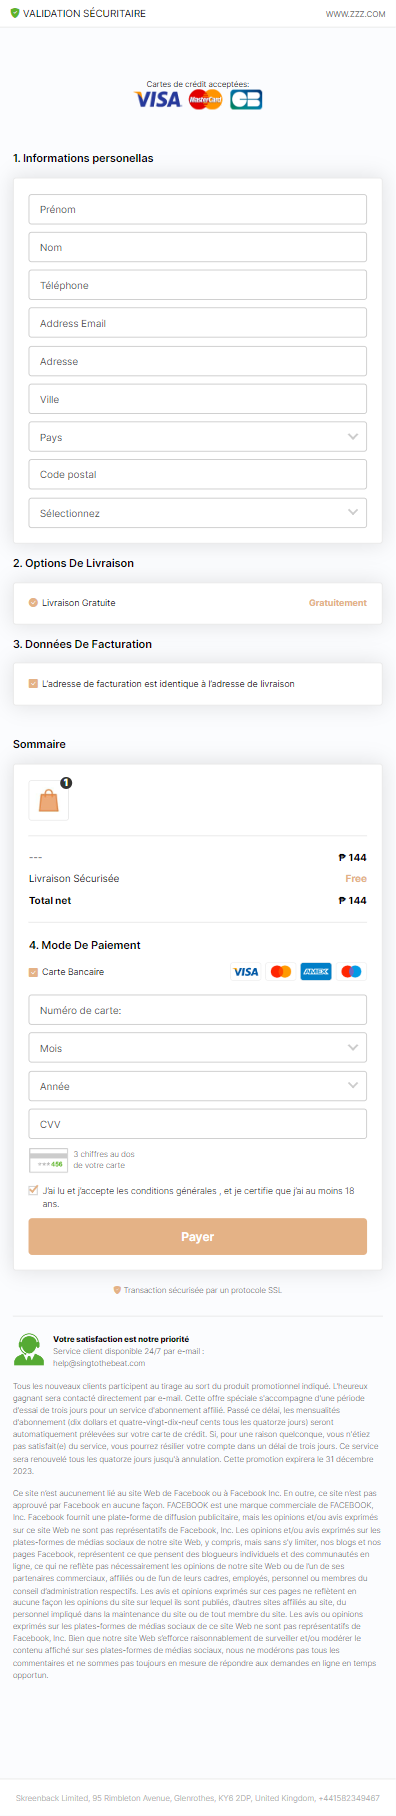 VALIDATION SÉCURITAIRE
WWW.ZZZ.COM
Cartes de crédit acceptées:
VISA MasterCard CB
1. Informations personellas
Prénom
Nom
Téléphone
Address Email
Adresse
Ville
Pays
Code postal
Sélectionnez
2. Options De Livraison
Livraison Gratuite
Gratuitement
3. Données De Facturation
L'adresse de facturation est identique à l'adresse de livraison
Sommaire
1
---
₱ 144
Livraison Sécurisée
Free
Total net
₱ 144
4. Mode De Paiement
Carte Bancaire
VISA AMEX
Numéro de carte:
Mois
Année
CVV
***456
3 chiffres au dos
de votre carte
J'ai lu et j'accepte les conditions générales , et je certifie que j'ai au moins 18
ans.
Payer
Transaction sécurisée par un protocole SSL
Votre satisfaction est notre priorité
Service client disponible 24/7 par e-mail :
help@singtothebeat.com
Tous les nouveaux clients participent au tirage au sort du produit promotionnel indiqué. L'heureux
gagnant sera contacté directement par e-mail. Cette offre spéciale s'accompagne d'une période
d'essai de trois jours pour un service d'abonnement affilié. Passé ce délai, les mensualités
d'abonnement (dix dollars et quatre-vingt-dix-neuf cents tous les quatorze jours) seront
automatiquement prélevées sur votre carte de crédit. Si, pour une raison quelconque, vous n'étiez
pas satisfait(e) du service, vous pourrez résilier votre compte dans un délai de trois jours. Ce service
sera renouvelé tous les quatorze jours jusqu'à annulation. Cette promotion expirera le 31 décembre
2023.
Ce site n'est aucunement lié au site Web de Facebook ou à Facebook Inc. En outre, ce site n'est pas
approuvé par Facebook en aucune façon. FACEBOOK est une marque commerciale de FACEBOOK,
Inc. Facebook fournit une plate-forme de diffusion publicitaire, mais les opinions et/ou avis exprimés
sur ce site Web ne sont pas représentatifs de Facebook, Inc. Les opinions et/ou avis exprimés sur les
plates-formes de médias sociaux de notre site Web, y compris, mais sans s'y limiter, nos blogs et nos
pages Facebook, représentent ce que pensent des blogueurs individuels et des communautés en
ligne, ce qui ne reflète pas nécessairement les opinions de notre site Web ou de l'un de ses
partenaires commerciaux, affiliés ou de l'un de leurs cadres, employés, personnel ou membres du
conseil d'administration respectifs. Les avis et opinions exprimés sur ces pages ne reflètent en
aucune façon les opinions du site sur lequel ils sont publiés, d'autres sites affiliés au site, du
personnel impliqué dans la maintenance du site ou de tout membre du site. Les avis ou opinions
exprimés sur les plates-formes de médias sociaux de ce site Web ne sont pas représentatifs de
Facebook, Inc. Bien que notre site Web s'efforce raisonnablement de surveiller et/ou modérer le
contenu affiché sur ses plates-formes de médias sociaux, nous ne modérons pas tous les
commentaires et ne sommes pas toujours en mesure de répondre aux demandes en ligne en temps
opportun.
Skreenback Limited, 95 Rimbleton Avenue, Glenrothes, KY6 2DP, United Kingdom, +441582349467